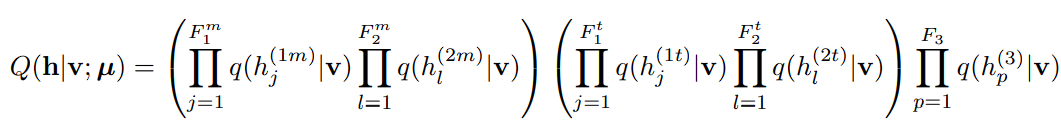 Q(𝐡|𝐯; 𝝁) = ( ∏_{j=1}^{F_1^m} q(h_j^{(1m)}|𝐯) ∏_{l=1}^{F_2^m} q(h_l^{(2m)}|𝐯) ) ( ∏_{j=1}^{F_1^t} q(h_j^{(1t)}|𝐯) ∏_{l=1}^{F_2^t} q(h_l^{(2t)}|𝐯) ) ∏_{p=1}^{F_3} q(h_p^{(3)}|𝐯)